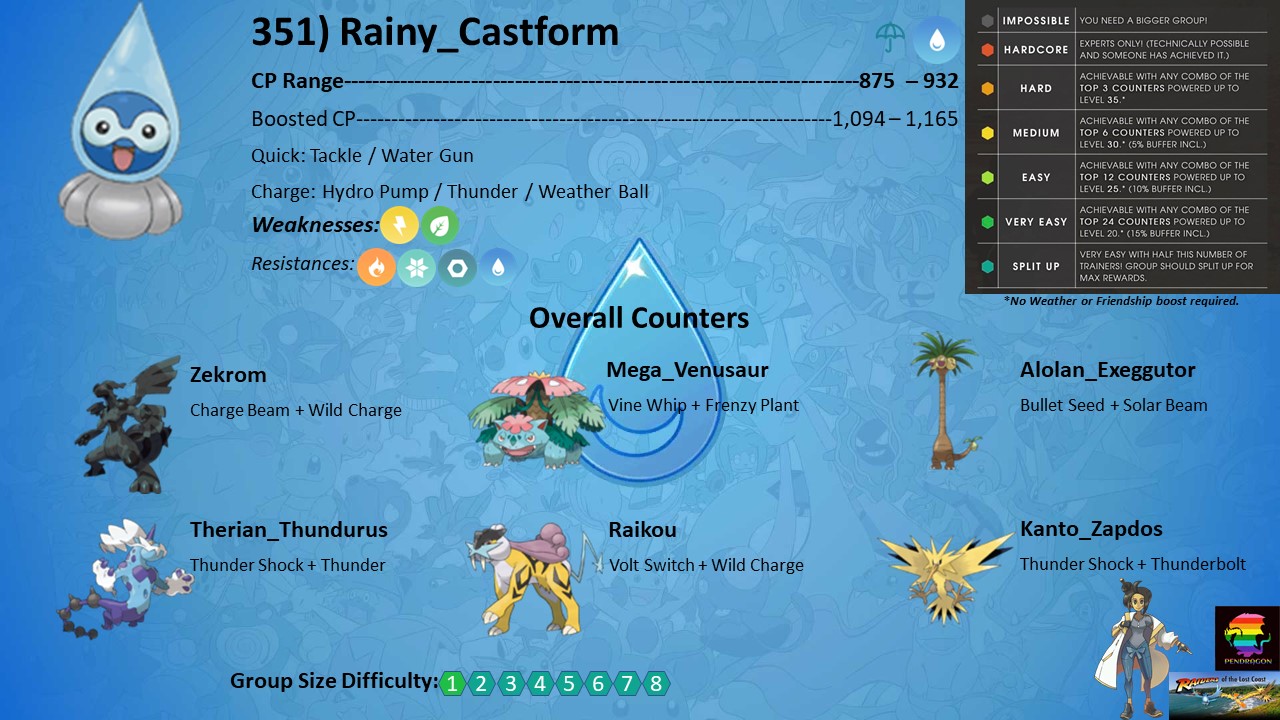 351) Rainy_Castform
CP Range--------------------------------------------------------------------------------875 – 932
Boosted CP--------------------------------------------------------------------------------1,094 – 1,165
Quick: Tackle / Water Gun
Charge: Hydro Pump / Thunder / Weather Ball
Weaknesses:
Resistances:
IMPOSSIBLE YOU NEED A BIGGER GROUP!
HARDCORE EXPERTS ONLY! (TECHNICALLY POSSIBLE
AND SOMEONE HAS ACHIEVED IT.)
HARD ACHIEVABLE WITH ANY COMBO OF THE
TOP 3 COUNTERS POWERED UP TO
LEVEL 35.*
MEDIUM ACHIEVABLE WITH ANY COMBO OF THE
TOP 6 COUNTERS POWERED UP TO
LEVEL 30.* (5% BUFFER INCL.)
EASY ACHIEVABLE WITH ANY COMBO OF THE
TOP 12 COUNTERS POWERED UP TO
LEVEL 25.* (10% BUFFER INCL.)
VERY EASY ACHIEVABLE WITH ANY COMBO OF THE
TOP 24 COUNTERS POWERED UP TO
LEVEL 20.* (15% BUFFER INCL.)
SPLIT UP VERY EASY WITH HALF THIS NUMBER OF
TRAINERS! GROUP SHOULD SPLIT UP FOR
MAX REWARDS.
*No Weather or Friendship boost required.
Overall Counters
Zekrom
Charge Beam + Wild Charge
Mega_Venusaur
Vine Whip + Frenzy Plant
Alolan_Exeggutor
Bullet Seed + Solar Beam
Therian_Thundurus
Thunder Shock + Thunder
Raikou
Volt Switch + Wild Charge
Kanto_Zapdos
Thunder Shock + Thunderbolt
Group Size Difficulty: 1 2 3 4 5 6 7 8
PENDRAGON
RAIDERS of the Lost Coast